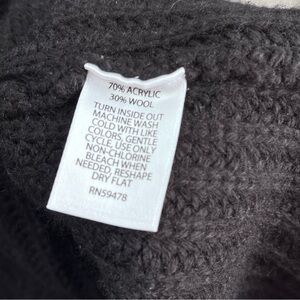 70% ACRYLIC
30% WOOL
TURN INSIDE OUT
MACHINE WASH
COLD WITH LIKE
COLORS, GENTLE
CYCLE, USE ONLY
NON-CHLORINE
BLEACH WHEN
NEEDED, RESHAPE
DRY FLAT
RN59478